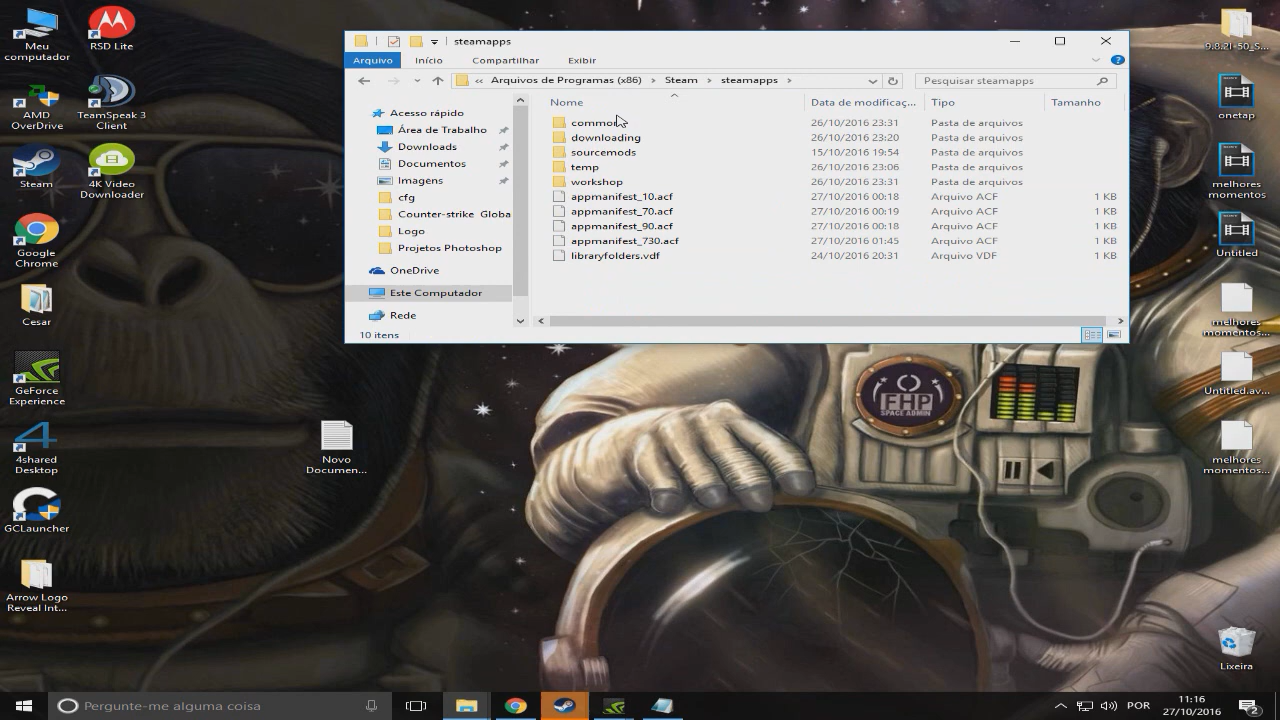 Meu
computador
RSD Lite
AMD
OverDrive
TeamSpeak 3
Client
Steam
4K Video
Downloader
Google
Chrome
Cesar
GeForce
Experience
4shared
Desktop
GCLauncher
Arrow Logo
Reveal Int...
Novo
Documen...
steamapps
Arquivo Início Compartilhar Exibir
« Arquivos de Programas (x86) > Steam > steamapps >
Pesquisar steamapps
Acesso rápido
Área de Trabalho
Downloads
Documentos
Imagens
cfg
Counter-strike Globa
Logo
Projetos Photoshop
OneDrive
Este Computador
Rede
Nome Data de modificaç... Tipo Tamanho
common 26/10/2016 23:31 Pasta de arquivos
downloading 26/10/2016 23:20 Pasta de arquivos
sourcemods 15/10/2016 19:54 Pasta de arquivos
temp 26/10/2016 23:06 Pasta de arquivos
workshop 26/10/2016 23:31 Pasta de arquivos
appmanifest_10.acf 27/10/2016 00:18 Arquivo ACF 1 KB
appmanifest_70.acf 27/10/2016 00:19 Arquivo ACF 1 KB
appmanifest_90.acf 27/10/2016 00:18 Arquivo ACF 1 KB
appmanifest_730.acf 27/10/2016 01:45 Arquivo ACF 1 KB
libraryfolders.vdf 24/10/2016 20:31 Arquivo VDF 1 KB
10 itens
FHP
SPACE ADMIN
9.8.2I-50_S...
onetap
melhores
momentos
Untitled
melhores
momentos...
Untitled.av...
melhores
momentos...
Lixeira
Pergunte-me alguma coisa
POR
11:16
27/10/2016
2